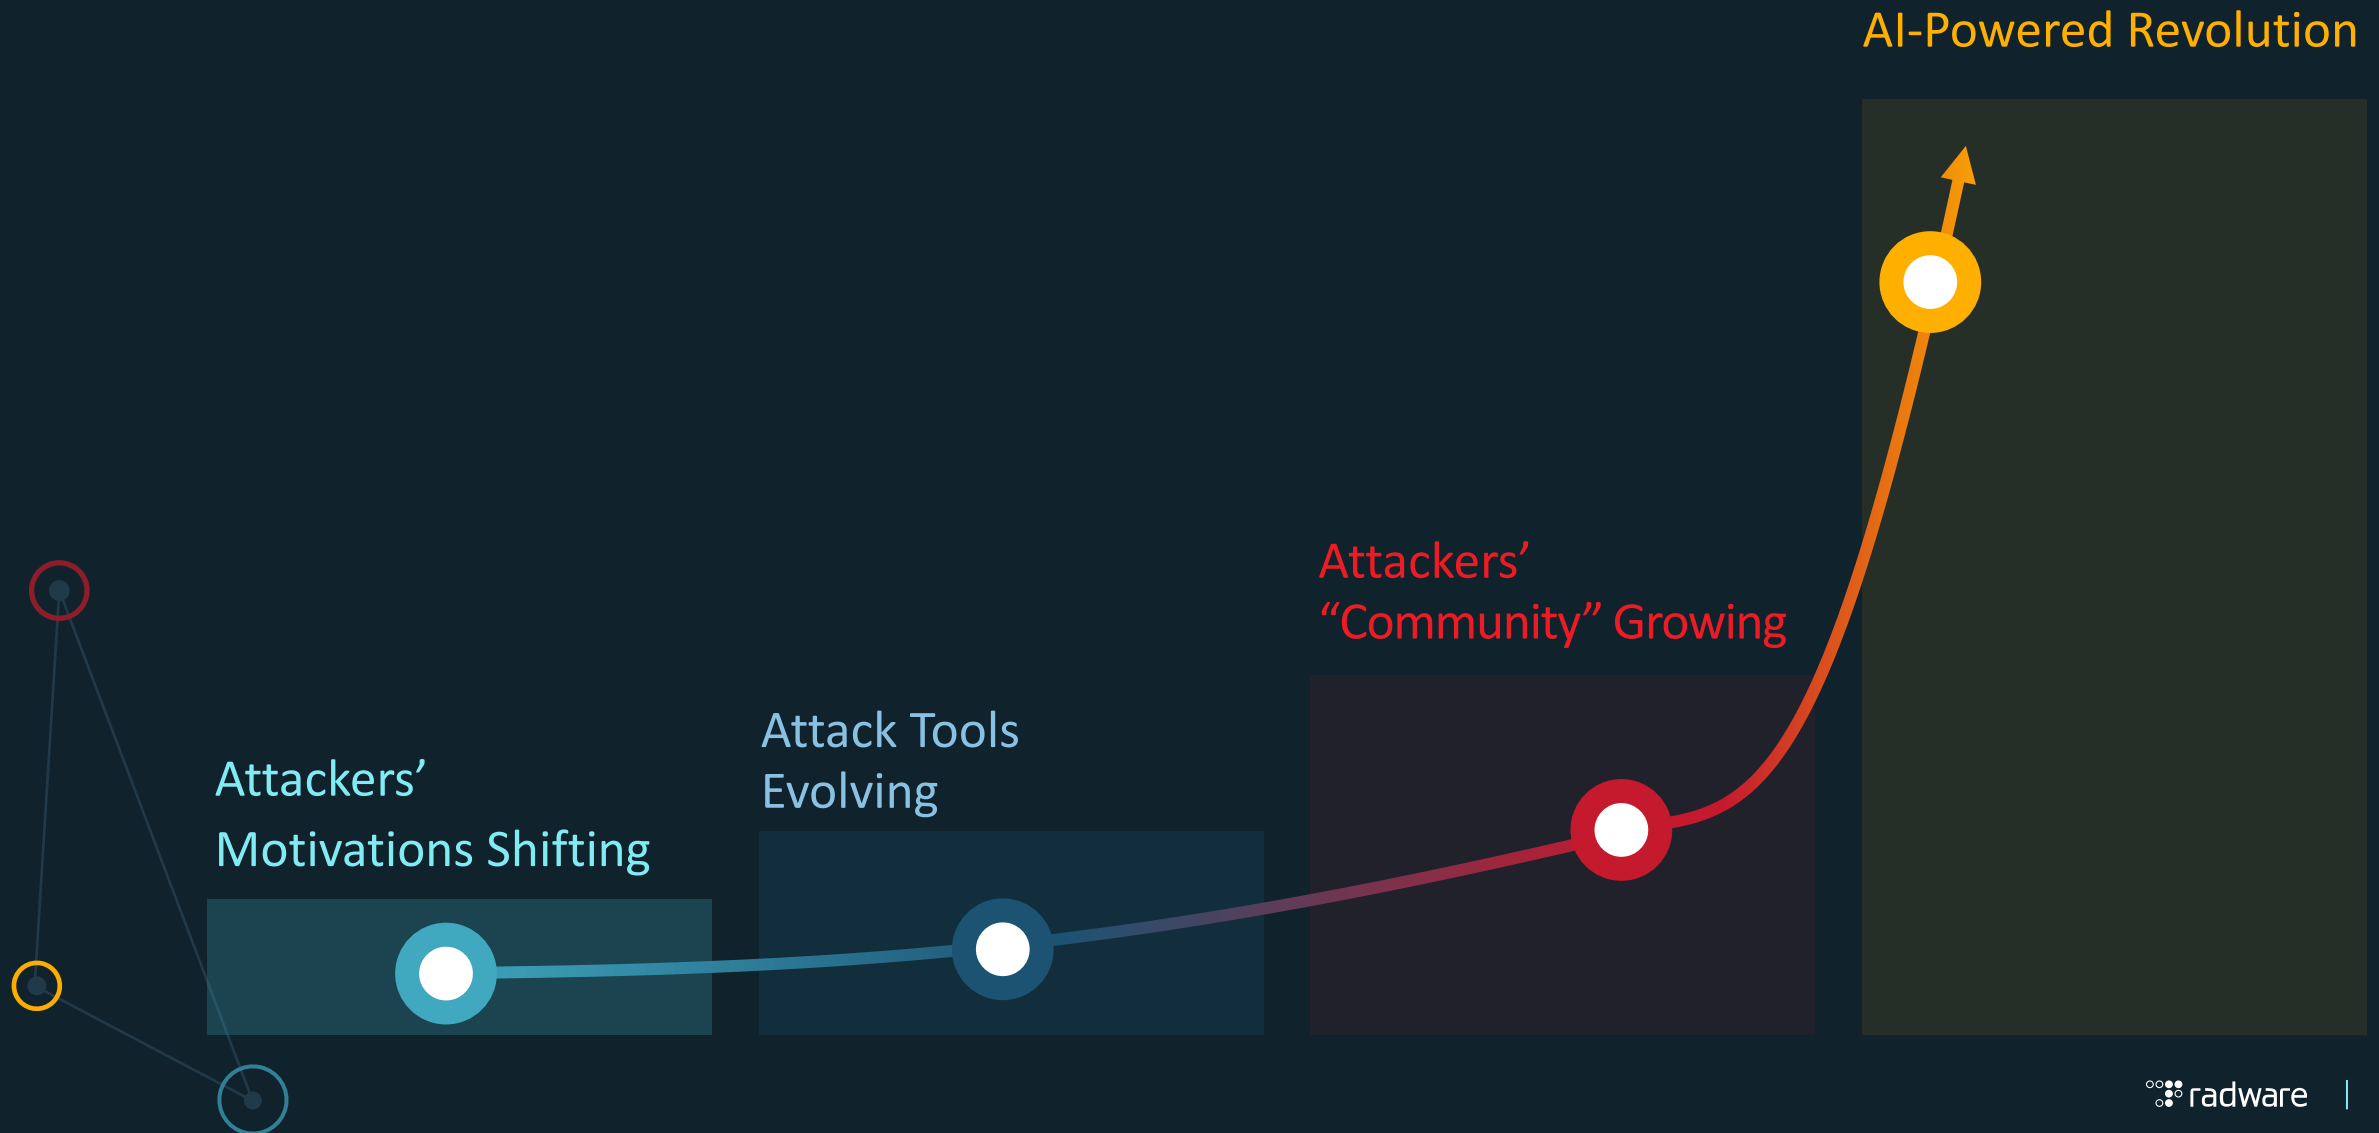 AI-Powered Revolution
Attackers’
“Community” Growing
Attack Tools
Evolving
Attackers’
Motivations Shifting
radware